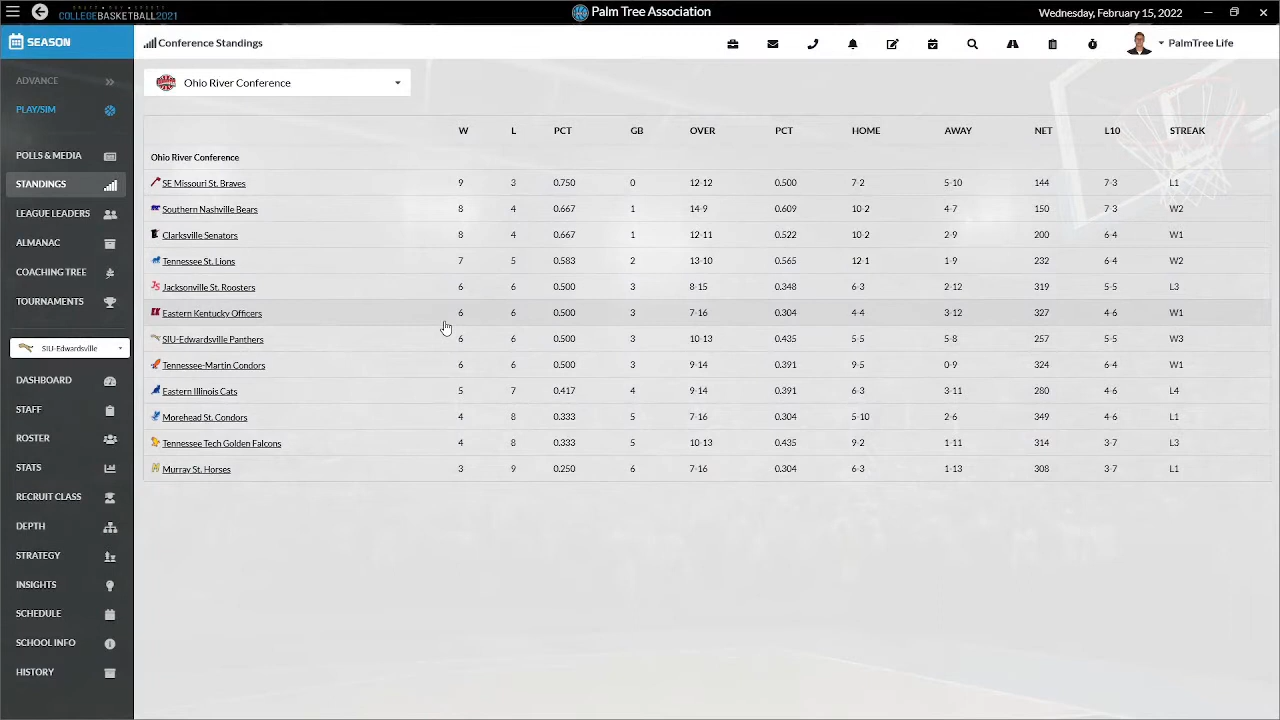 DRAFT DAY SPORTS
COLLEGE BASKETBALL 2021
Palm Tree Association
Wednesday, February 15, 2022
SEASON
Conference Standings
PalmTree Life
ADVANCE
PLAY/SIM
POLLS & MEDIA
STANDINGS
LEAGUE LEADERS
ALMANAC
COACHING TREE
TOURNAMENTS
SIU-Edwardsville
DASHBOARD
STAFF
ROSTER
STATS
RECRUIT CLASS
DEPTH
STRATEGY
INSIGHTS
SCHEDULE
SCHOOL INFO
HISTORY
Ohio River Conference
W L PCT GB OVER PCT HOME AWAY NET L10 STREAK
Ohio River Conference
SE Missouri St. Braves 9 3 0.750 0 12-12 0.500 7-2 5-10 144 7-3 L1
Southern Nashville Bears 8 4 0.667 1 14-9 0.609 10-2 4-7 150 7-3 W2
Clarksville Senators 8 4 0.667 1 12-11 0.522 10-2 2-9 200 6-4 W1
Tennessee St. Lions 7 5 0.583 2 13-10 0.565 12-1 1-9 232 6-4 W2
Jacksonville St. Roosters 6 6 0.500 3 8-15 0.348 6-3 2-12 319 5-5 L3
Eastern Kentucky Officers 6 6 0.500 3 7-16 0.304 4-4 3-12 327 4-6 W1
SIU-Edwardsville Panthers 6 6 0.500 3 10-13 0.435 5-5 5-8 257 5-5 W3
Tennessee-Martin Condors 6 6 0.500 3 9-14 0.391 9-5 0-9 324 6-4 W1
Eastern Illinois Cats 5 7 0.417 4 9-14 0.391 6-3 3-11 280 4-6 L4
Morehead St. Condors 4 8 0.333 5 7-16 0.304 5-10 2-6 349 4-6 L1
Tennessee Tech Golden Falcons 4 8 0.333 5 10-13 0.435 9-2 1-11 314 3-7 L3
Murray St. Horses 3 9 0.250 6 7-16 0.304 6-3 1-13 308 3-7 L1